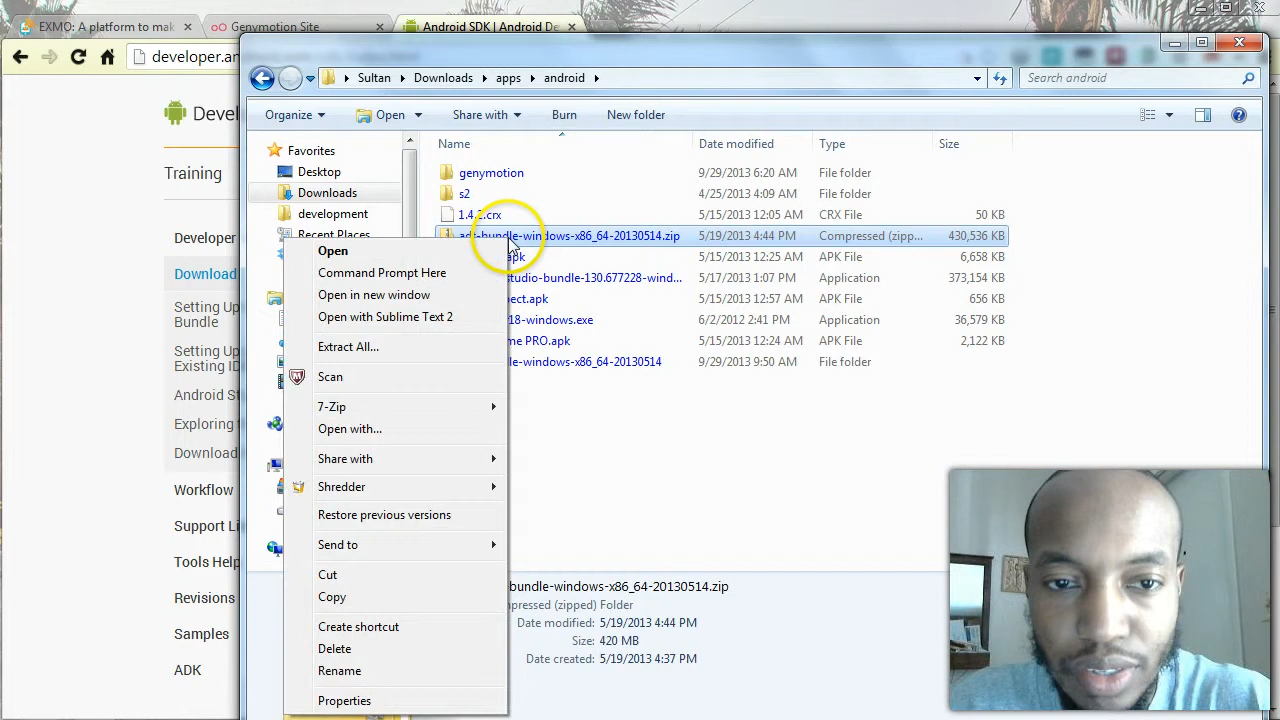 EXMO: A platform to mak
Genymotion Site
Android SDK | Android De
developer.an
Sultan
Downloads
apps
android
Search android
Organize
Open
Share with
Burn
New folder
Name
Date modified
Type
Size
Favorites
Desktop
Downloads
development
Recent Places
genymotion 9/29/2013 6:20 AM File folder
s2 4/25/2013 4:09 AM File folder
1.4.2.crx 5/15/2013 12:05 AM CRX File 50 KB
adt-bundle-windows-x86_64-20130514.zip 5/19/2013 4:44 PM Compressed (zipp... 430,536 KB
pk 5/15/2013 12:25 AM APK File 6,658 KB
studio-bundle-130.677228-wind... 5/17/2013 1:07 PM Application 373,154 KB
pect.apk 5/15/2013 12:57 AM APK File 656 KB
18-windows.exe 6/2/2012 2:41 PM Application 36,579 KB
me PRO.apk 5/15/2013 12:24 AM APK File 2,122 KB
le-windows-x86_64-20130514 9/29/2013 9:50 AM File folder
Open
Command Prompt Here
Open in new window
Open with Sublime Text 2
Extract All...
Scan
7-Zip
Open with...
Share with
Shredder
Restore previous versions
Send to
Cut
Copy
Create shortcut
Delete
Rename
Properties
-bundle-windows-x86_64-20130514.zip
mpressed (zipped) Folder
Date modified: 5/19/2013 4:44 PM
Size: 420 MB
Date created: 5/19/2013 4:37 PM
Devel
Training
Developer
Download
Setting Up
Bundle
Setting Up
Existing ID
Android St
Exploring t
Download
Workflow
Support Li
Tools Help
Revisions
Samples
ADK